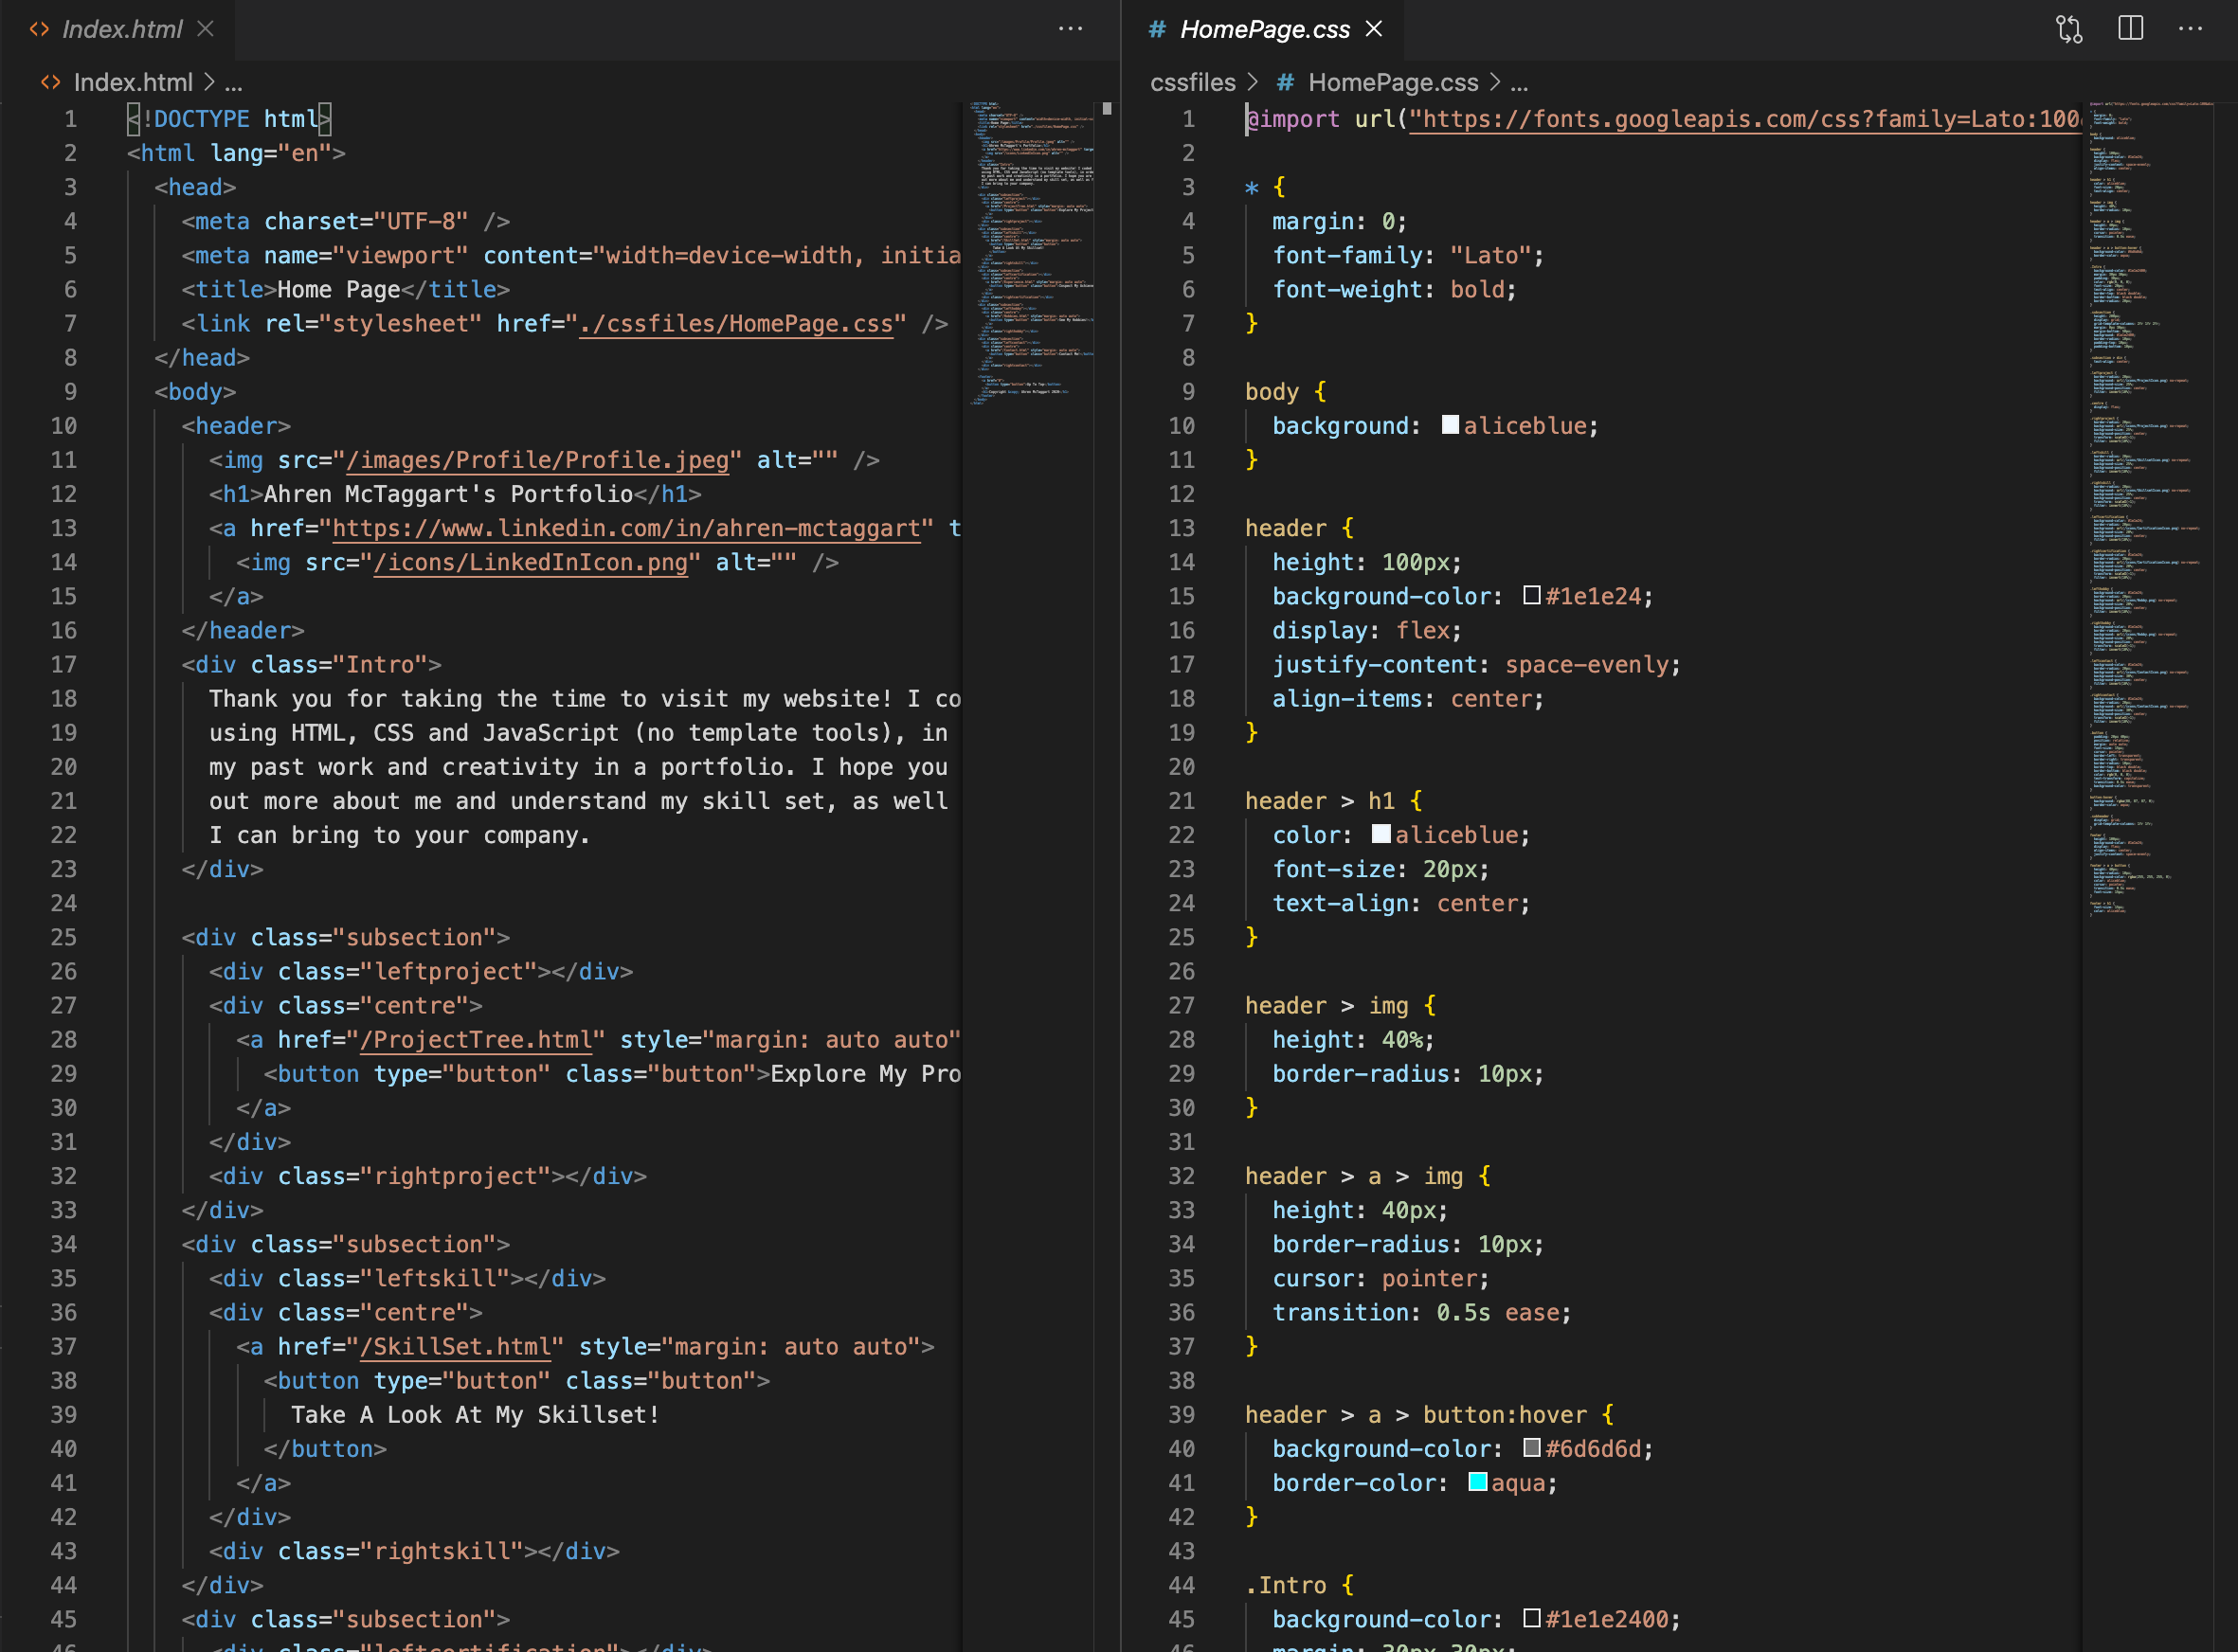 Index.html
Index.html > ...
1 <!DOCTYPE html>
2 <html lang="en">
3 <head>
4 <meta charset="UTF-8" />
5 <meta name="viewport" content="width=device-width, initia
6 <title>Home Page</title>
7 <link rel="stylesheet" href="./cssfiles/HomePage.css" />
8 </head>
9 <body>
10 <header>
11 <img src="/images/Profile/Profile.jpeg" alt="" />
12 <h1>Ahren McTaggart's Portfolio</h1>
13 <a href="https://www.linkedin.com/in/ahren-mctaggart" t
14 <img src="/icons/LinkedInIcon.png" alt="" />
15 </a>
16 </header>
17 <div class="Intro">
18 Thank you for taking the time to visit my website! I co
19 using HTML, CSS and JavaScript (no template tools), in
20 my past work and creativity in a portfolio. I hope you
21 out more about me and understand my skill set, as well
22 I can bring to your company.
23 </div>
24
25 <div class="subsection">
26 <div class="leftproject"></div>
27 <div class="centre">
28 <a href="/ProjectTree.html" style="margin: auto auto"
29 <button type="button" class="button">Explore My Pro
30 </a>
31 </div>
32 <div class="rightproject"></div>
33 </div>
34 <div class="subsection">
35 <div class="leftskill"></div>
36 <div class="centre">
37 <a href="/SkillSet.html" style="margin: auto auto">
38 <button type="button" class="button">
39 Take A Look At My Skillset!
40 </button>
41 </a>
42 </div>
43 <div class="rightskill"></div>
44 </div>
45 <div class="subsection">
46 <div class="leftcertification"></div>
# HomePage.css
cssfiles > # HomePage.css > ...
1 @import url("https://fonts.googleapis.com/css?family=Lato:100
2
3 * {
4 margin: 0;
5 font-family: "Lato";
6 font-weight: bold;
7 }
8
9 body {
10 background: aliceblue;
11 }
12
13 header {
14 height: 100px;
15 background-color: #1e1e24;
16 display: flex;
17 justify-content: space-evenly;
18 align-items: center;
19 }
20
21 header > h1 {
22 color: aliceblue;
23 font-size: 20px;
24 text-align: center;
25 }
26
27 header > img {
28 height: 40%;
29 border-radius: 10px;
30 }
31
32 header > a > img {
33 height: 40px;
34 border-radius: 10px;
35 cursor: pointer;
36 transition: 0.5s ease;
37 }
38
39 header > a > button:hover {
40 background-color: #6d6d6d;
41 border-color: aqua;
42 }
43
44 .Intro {
45 background-color: #1e1e2400;
46 margin: 30px 30px;